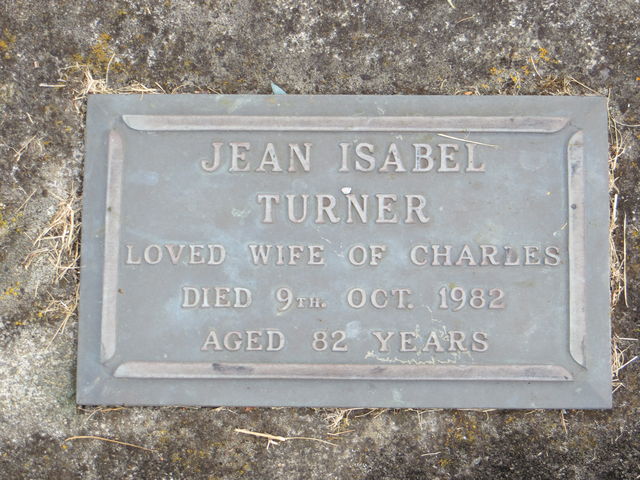 JEAN ISABEL
TURNER
LOVED WIFE OF CHARLES
DIED 9TH. OCT. 1982
AGED 82 YEARS